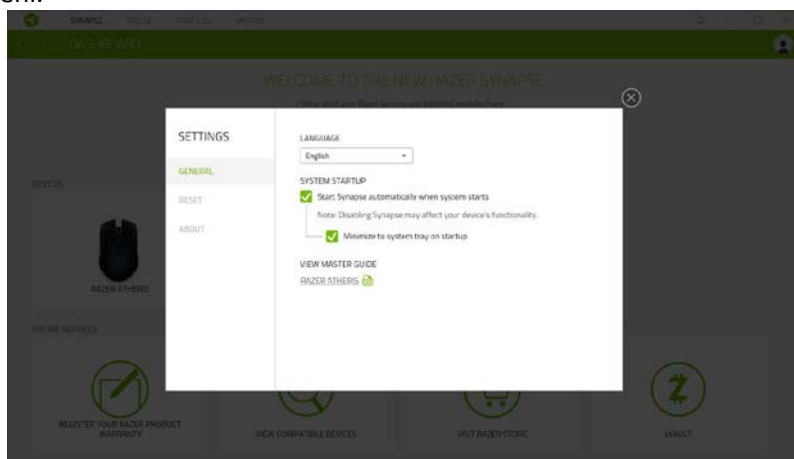 SYNAPSE
DASHBOARD
WELCOME TO THE NEW RAZER SYNAPSE
SETTINGS
GENERAL
RESET
ABOUT
LANGUAGE
English
SYSTEM STARTUP
Start Synapse automatically when system starts
Note: Disabling Synapse may affect your device's functionality.
Minimize to system tray on startup
VIEW MASTER GUIDE
RAZER ATHERIS
DEVICES
RAZER ATHERIS
ONLINE SERVICES
REGISTER YOUR RAZER PRODUCT
WARRANTY
VIEW COMPATIBLE DEVICES
VISIT RAZER STORE
zVAULT